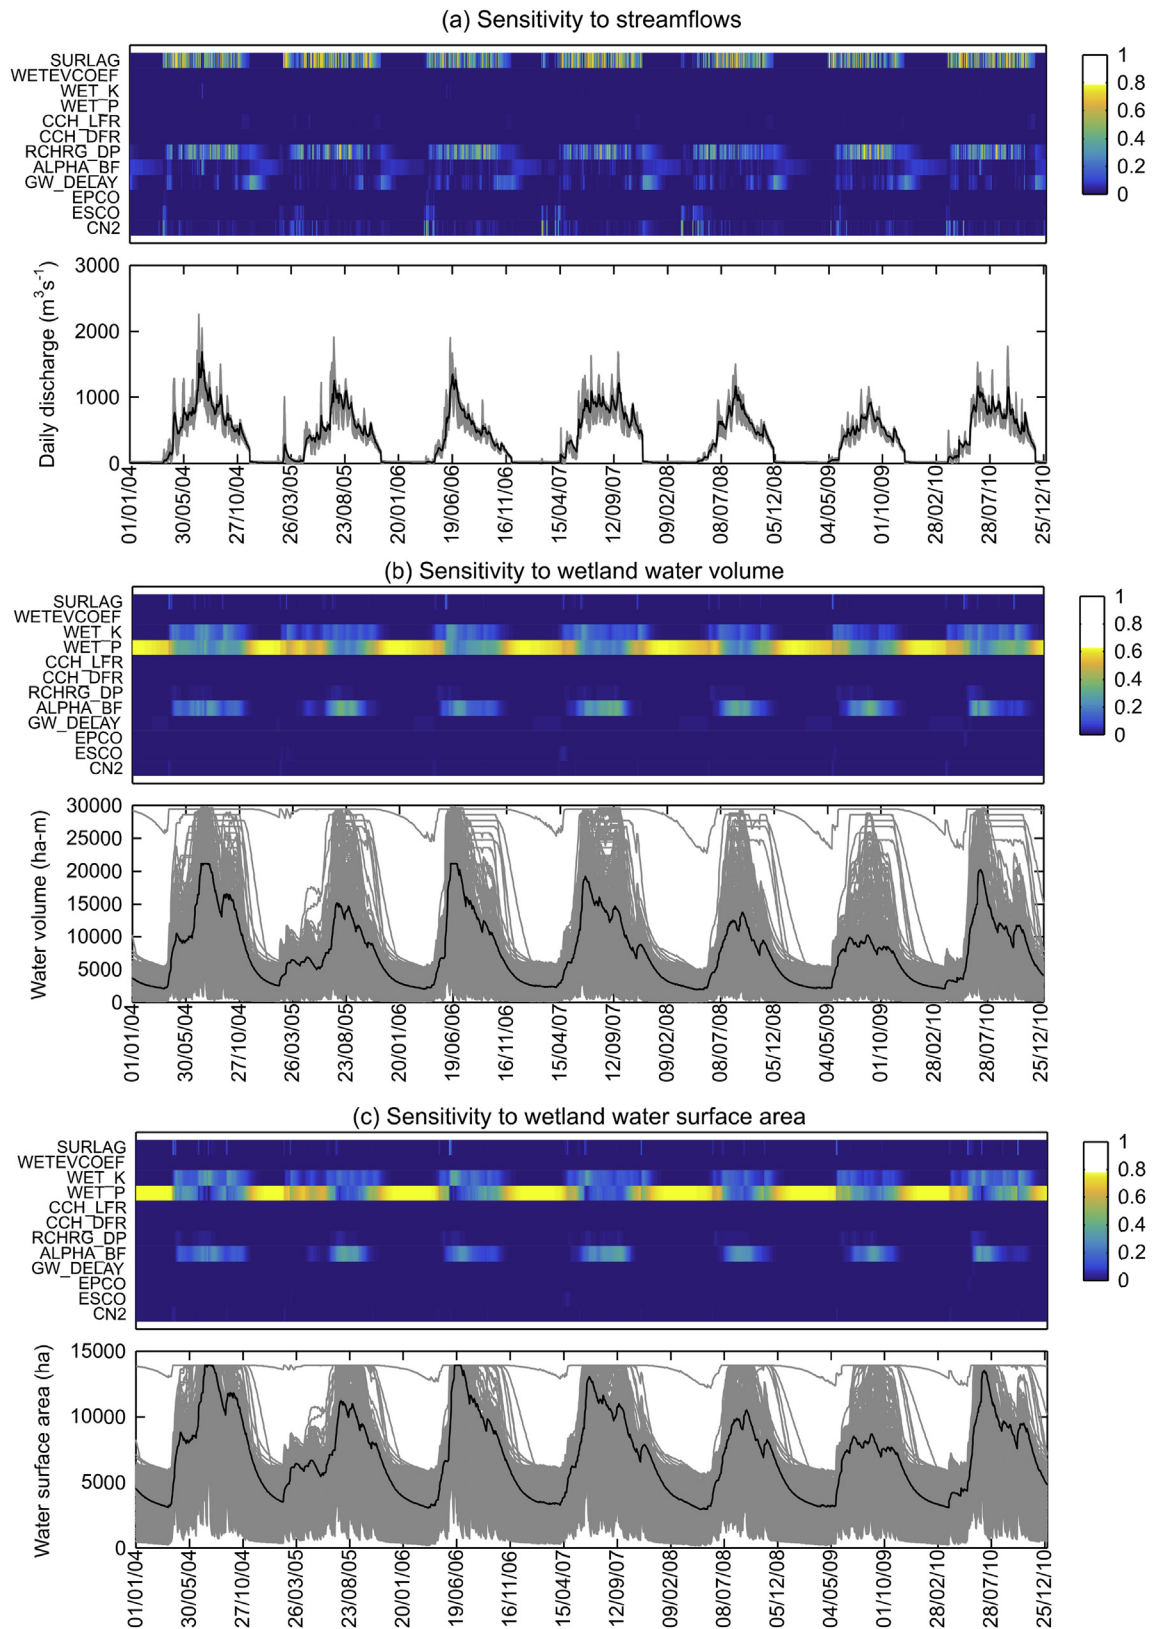 (a) Sensitivity to streamflows
SURLAG
WETEVCOEF
WET_K
WET_P
CCH_LFR
CCH_DFR
RCHRG_DP
ALPHA_BF
GW_DELAY
EPCO
ESCO
CN2
1
0.8
0.6
0.4
0.2
0
Daily discharge (m³s⁻¹)
3000
2000
1000
0
01/01/04
30/05/04
27/10/04
26/03/05
23/08/05
20/01/06
19/06/06
16/11/06
15/04/07
12/09/07
09/02/08
08/07/08
05/12/08
04/05/09
01/10/09
28/02/10
28/07/10
25/12/10
(b) Sensitivity to wetland water volume
SURLAG
WETEVCOEF
WET_K
WET_P
CCH_LFR
CCH_DFR
RCHRG_DP
ALPHA_BF
GW_DELAY
EPCO
ESCO
CN2
1
0.8
0.6
0.4
0.2
0
Water volume (ha-m)
30000
25000
20000
15000
10000
5000
0
01/01/04
30/05/04
27/10/04
26/03/05
23/08/05
20/01/06
19/06/06
16/11/06
15/04/07
12/09/07
09/02/08
08/07/08
05/12/08
04/05/09
01/10/09
28/02/10
28/07/10
25/12/10
(c) Sensitivity to wetland water surface area
SURLAG
WETEVCOEF
WET_K
WET_P
CCH_LFR
CCH_DFR
RCHRG_DP
ALPHA_BF
GW_DELAY
EPCO
ESCO
CN2
1
0.8
0.6
0.4
0.2
0
Water surface area (ha)
15000
10000
5000
0
01/01/04
30/05/04
27/10/04
26/03/05
23/08/05
20/01/06
19/06/06
16/11/06
15/04/07
12/09/07
09/02/08
08/07/08
05/12/08
04/05/09
01/10/09
28/02/10
28/07/10
25/12/10